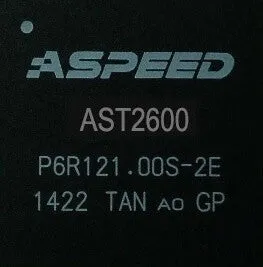 ASPEED
AST2600
P6R121.00S-2E
1422 TAN A0 GP